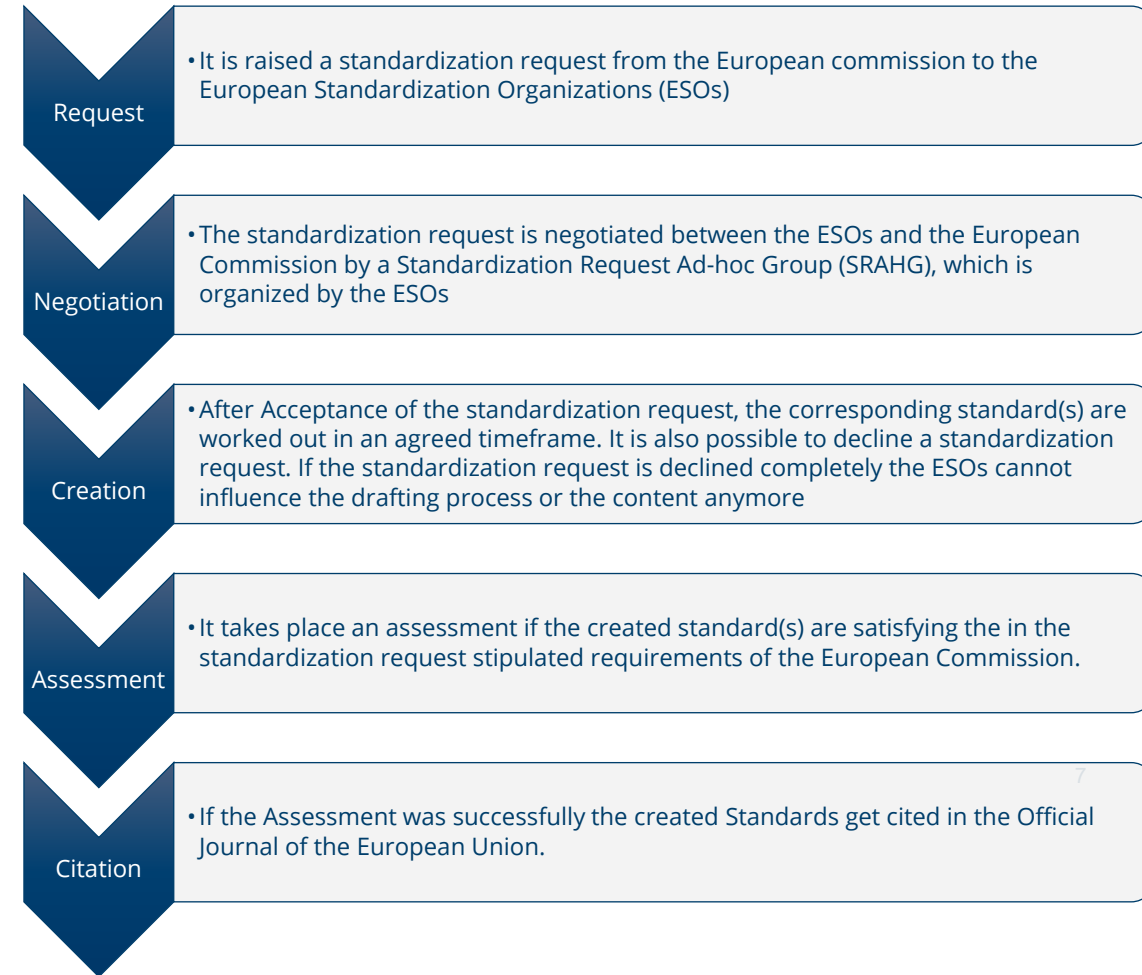 Request
• It is raised a standardization request from the European commission to the
European Standardization Organizations (ESOs)
Negotiation
• The standardization request is negotiated between the ESOs and the European
Commission by a Standardization Request Ad-hoc Group (SRAHG), which is
organized by the ESOs
Creation
• After Acceptance of the standardization request, the corresponding standard(s) are
worked out in an agreed timeframe. It is also possible to decline a standardization
request. If the standardization request is declined completely the ESOs cannot
influence the drafting process or the content anymore
Assessment
• It takes place an assessment if the created standard(s) are satisfying the in the
standardization request stipulated requirements of the European Commission.
7
Citation
• If the Assessment was successfully the created Standards get cited in the Official
Journal of the European Union.